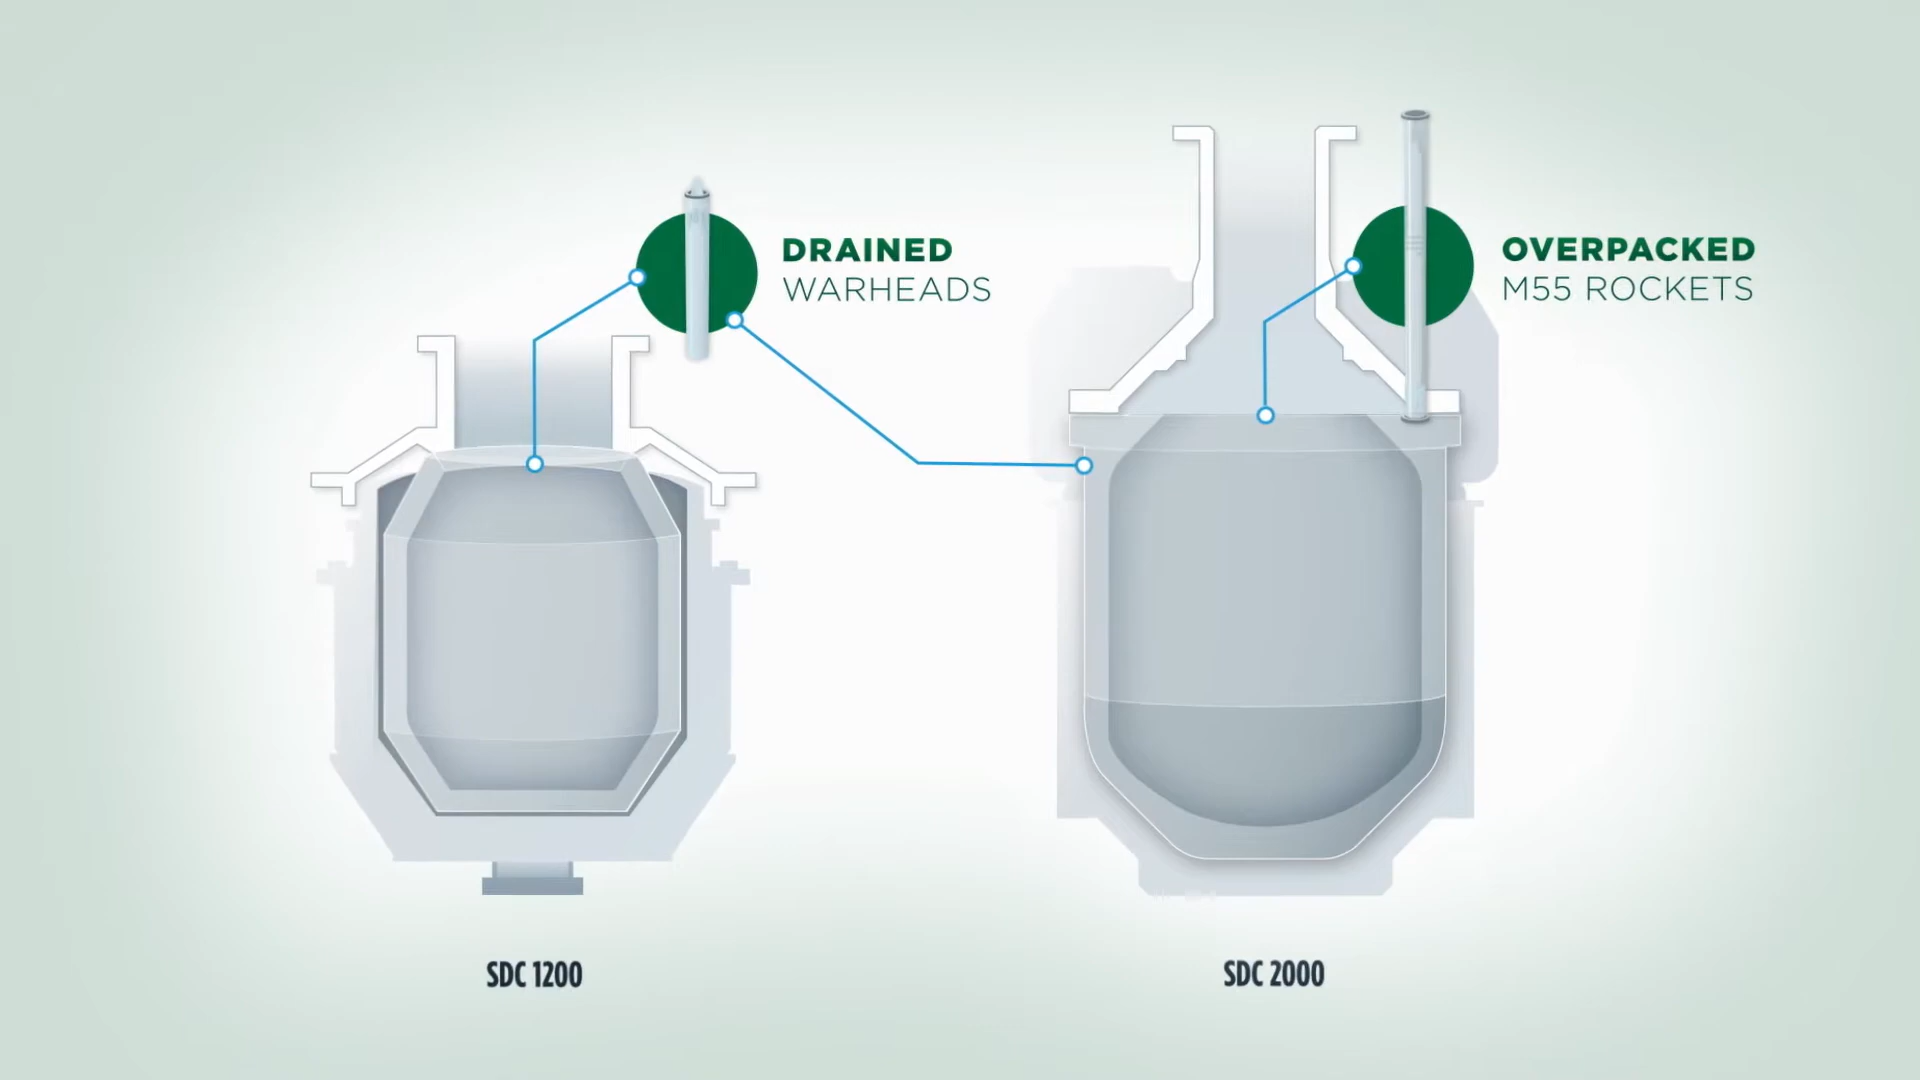 DRAINED
WARHEADS
OVERPACKED
M55 ROCKETS
SDC 1200
SDC 2000